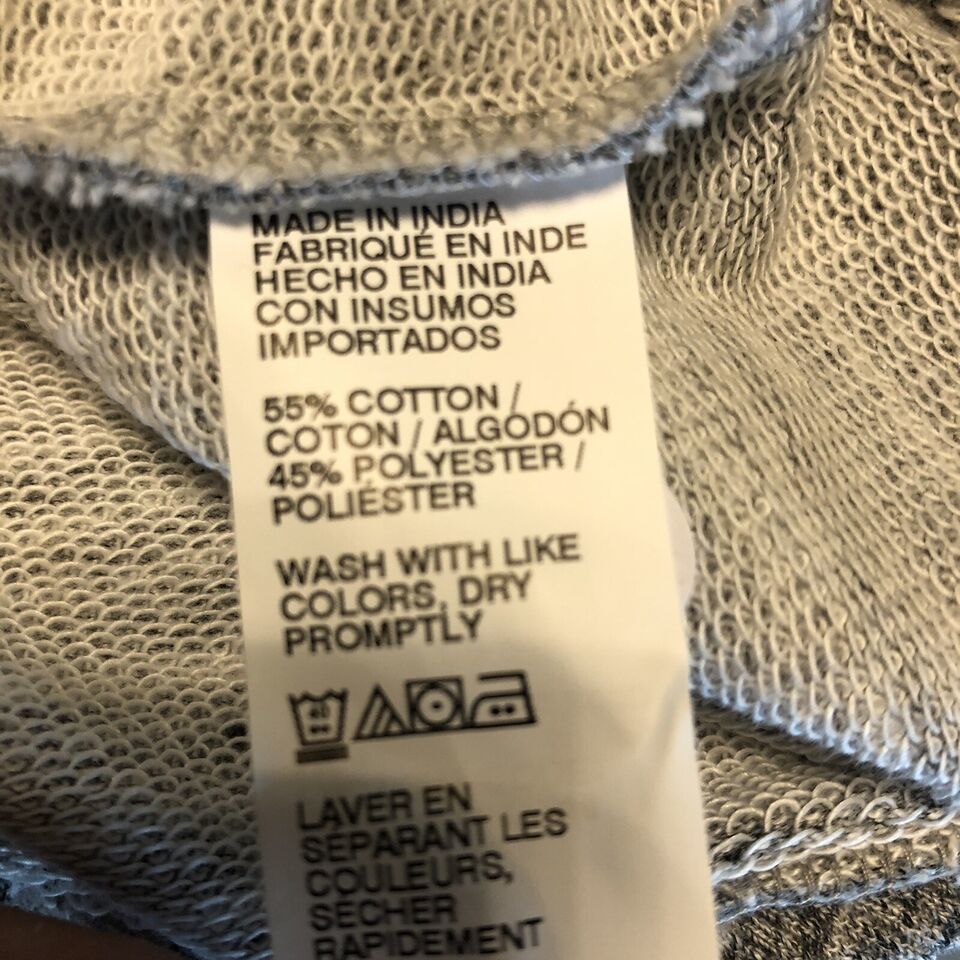 MADE IN INDIA
FABRIQUÉ EN INDE
HECHO EN INDIA
CON INSUMOS
IMPORTADOS
55% COTTON /
COTON / ALGODÓN
45% POLYESTER /
POLIÉSTER
WASH WITH LIKE
COLORS, DRY
PROMPTLY
LAVER EN
SÉPARANT LES
COULEURS,
SÉCHER
RAPIDEMENT